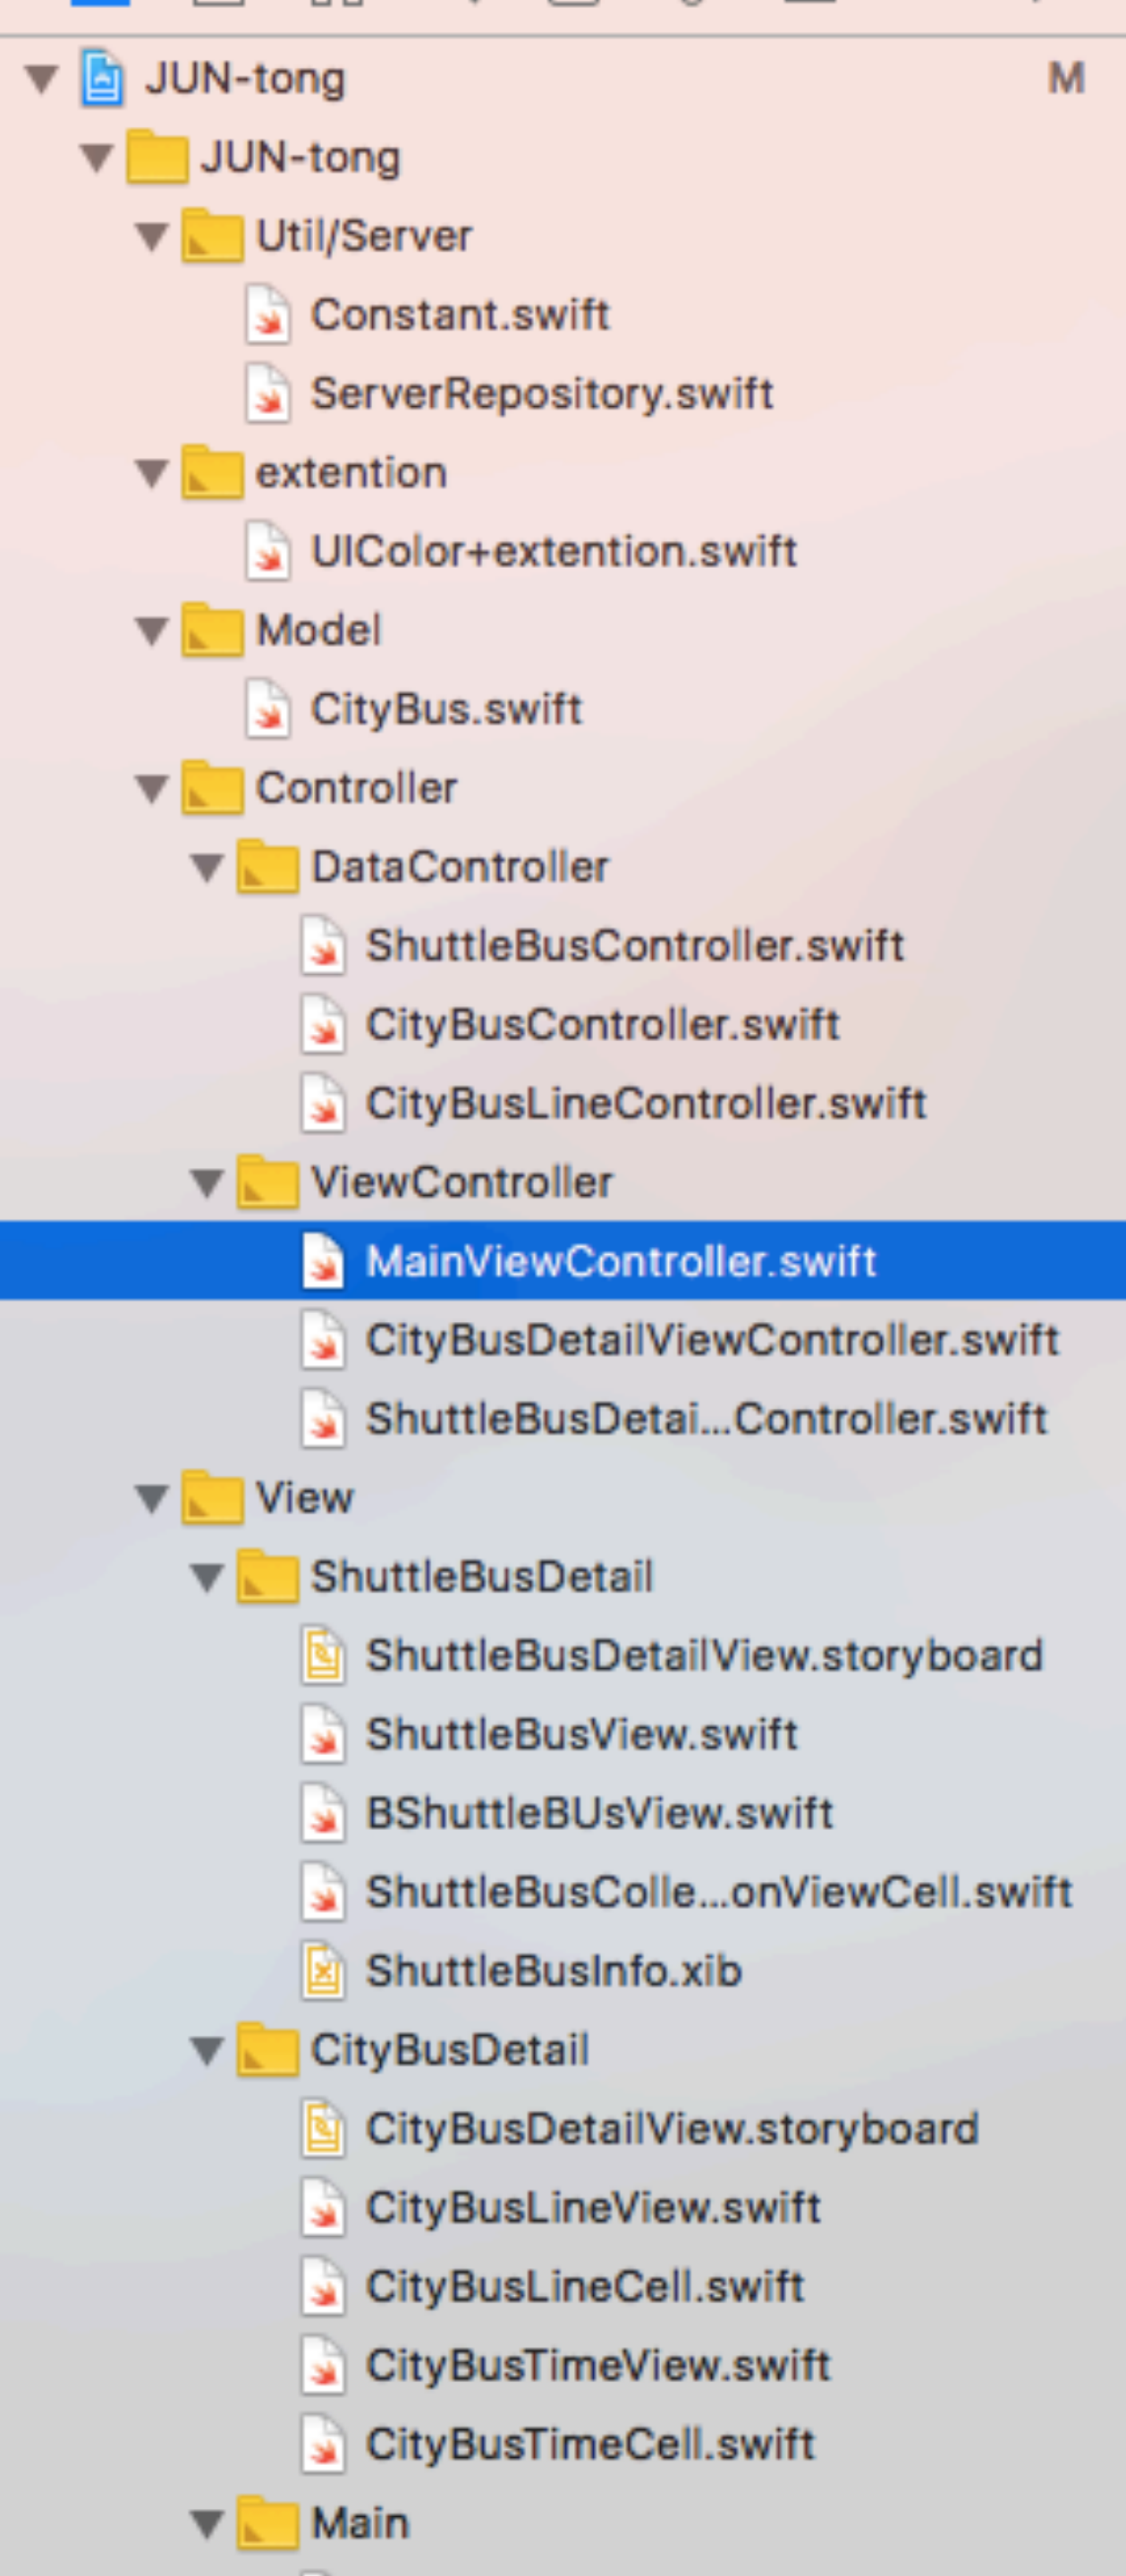 JUN-tong M
JUN-tong
Util/Server
Constant.swift
ServerRepository.swift
extention
UIColor+extention.swift
Model
CityBus.swift
Controller
DataController
ShuttleBusController.swift
CityBusController.swift
CityBusLineController.swift
ViewController
MainViewController.swift
CityBusDetailViewController.swift
ShuttleBusDetai...Controller.swift
View
ShuttleBusDetail
ShuttleBusDetailView.storyboard
ShuttleBusView.swift
BShuttleBUsView.swift
ShuttleBusColle...onViewCell.swift
ShuttleBusInfo.xib
CityBusDetail
CityBusDetailView.storyboard
CityBusLineView.swift
CityBusLineCell.swift
CityBusTimeView.swift
CityBusTimeCell.swift
Main